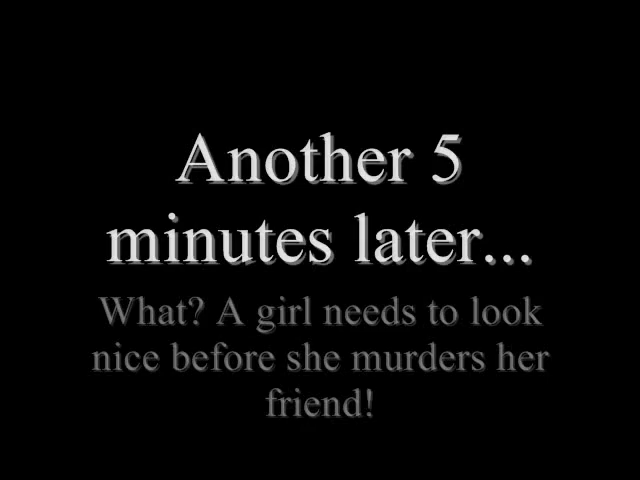 Another 5
minutes later...
What? A girl needs to look
nice before she murders her
friend!